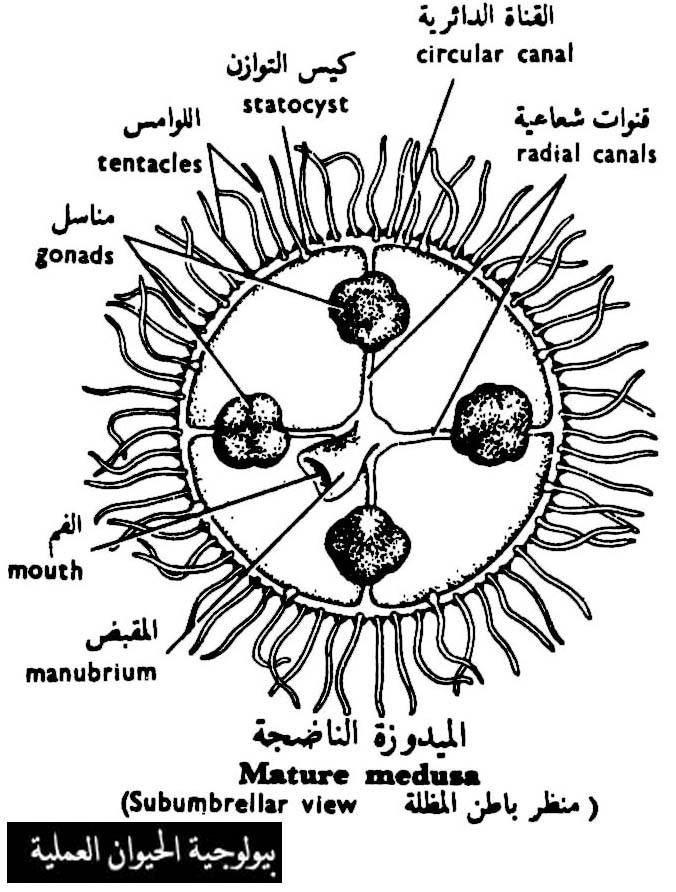 القناة الدائرية
circular canal
كيس التوازن
statocyst
اللوامس
tentacles
قنوات شعاعية
radial canals
مناسل
gonads
الفم
mouth
المقبض
manubrium
الميدوزة الناضجة
Mature medusa
(Subumbrellar view منظر باطن المظلة )
بيولوجية الحيوان العملية